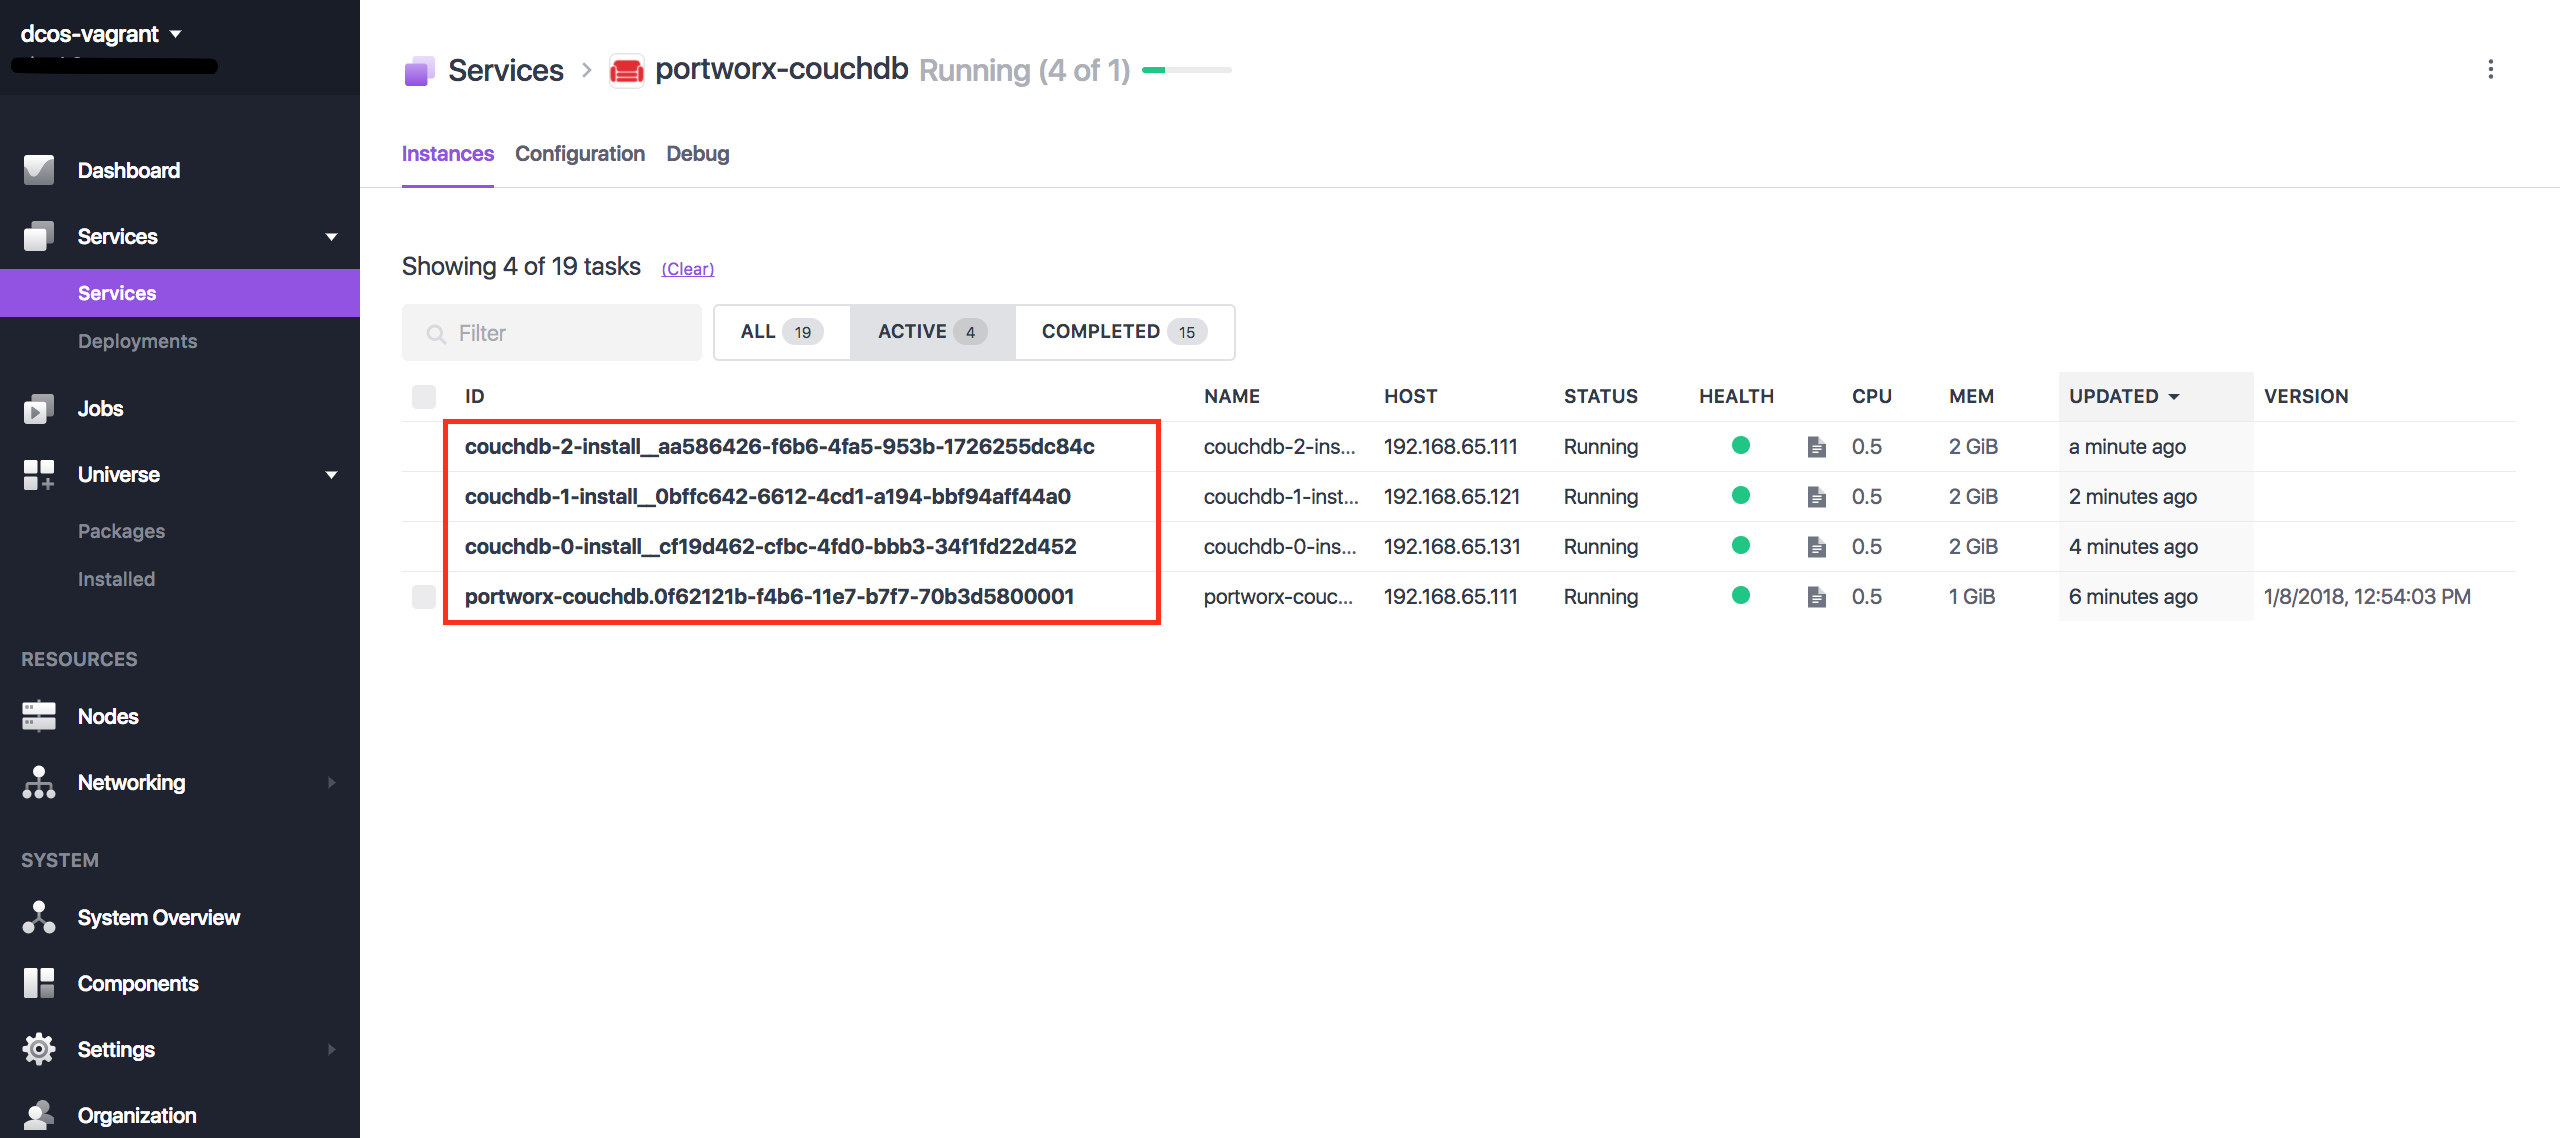 dcos-vagrant
Dashboard
Services
Services
Deployments
Jobs
Universe
Packages
Installed
RESOURCES
Nodes
Networking
SYSTEM
System Overview
Components
Settings
Organization
Services > portworx-couchdb Running (4 of 1)
Instances Configuration Debug
Showing 4 of 19 tasks (Clear)
Filter ALL 19 ACTIVE 4 COMPLETED 15
ID NAME HOST STATUS HEALTH CPU MEM UPDATED VERSION
couchdb-2-install__aa586426-f6b6-4fa5-953b-1726255dc84c couchdb-2-ins... 192.168.65.111 Running 0.5 2 GiB a minute ago
couchdb-1-install__0bffc642-6612-4cd1-a194-bbf94aff44a0 couchdb-1-inst... 192.168.65.121 Running 0.5 2 GiB 2 minutes ago
couchdb-0-install__cf19d462-cfbc-4fd0-bbb3-34f1fd22d452 couchdb-0-ins... 192.168.65.131 Running 0.5 2 GiB 4 minutes ago
portworx-couchdb.0f62121b-f4b6-11e7-b7f7-70b3d5800001 portworx-couc... 192.168.65.111 Running 0.5 1 GiB 6 minutes ago 1/8/2018, 12:54:03 PM